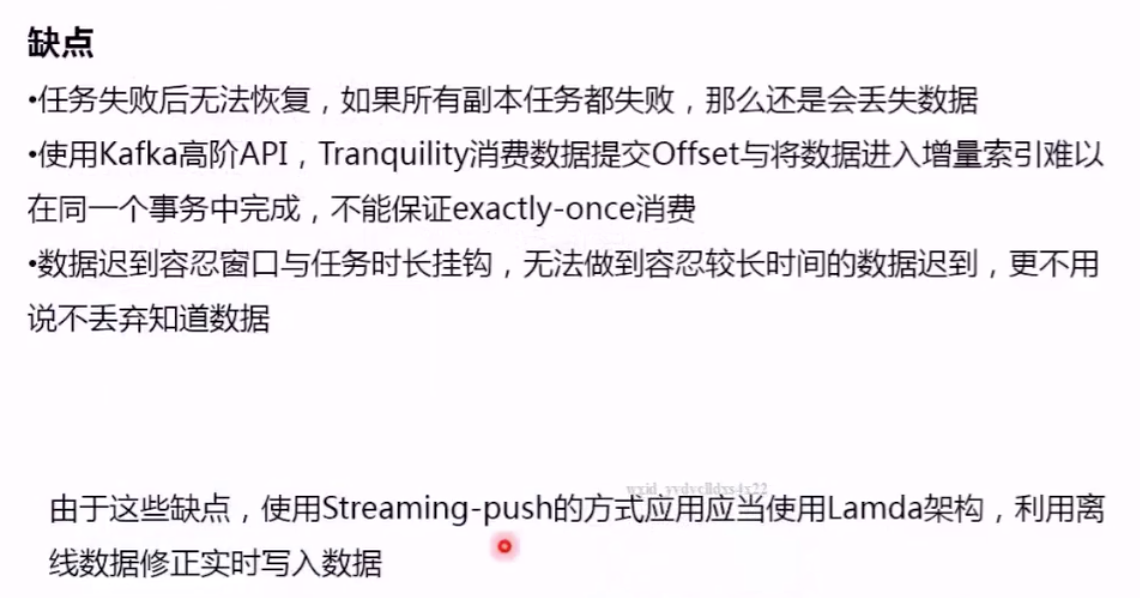 缺点
•任务失败后无法恢复，如果所有副本任务都失败，那么还是会丢失数据
•使用Kafka高阶API，Tranquility消费数据提交Offset与将数据进入增量索引难以
在同一个事务中完成，不能保证exactly-once消费
•数据迟到容忍窗口与任务时长挂钩，无法做到容忍较长时间的数据迟到，更不用
说不丢弃知道数据
由于这些缺点，使用Streaming-push的方式应用应当使用Lamda架构，利用离
线数据修正实时写入数据